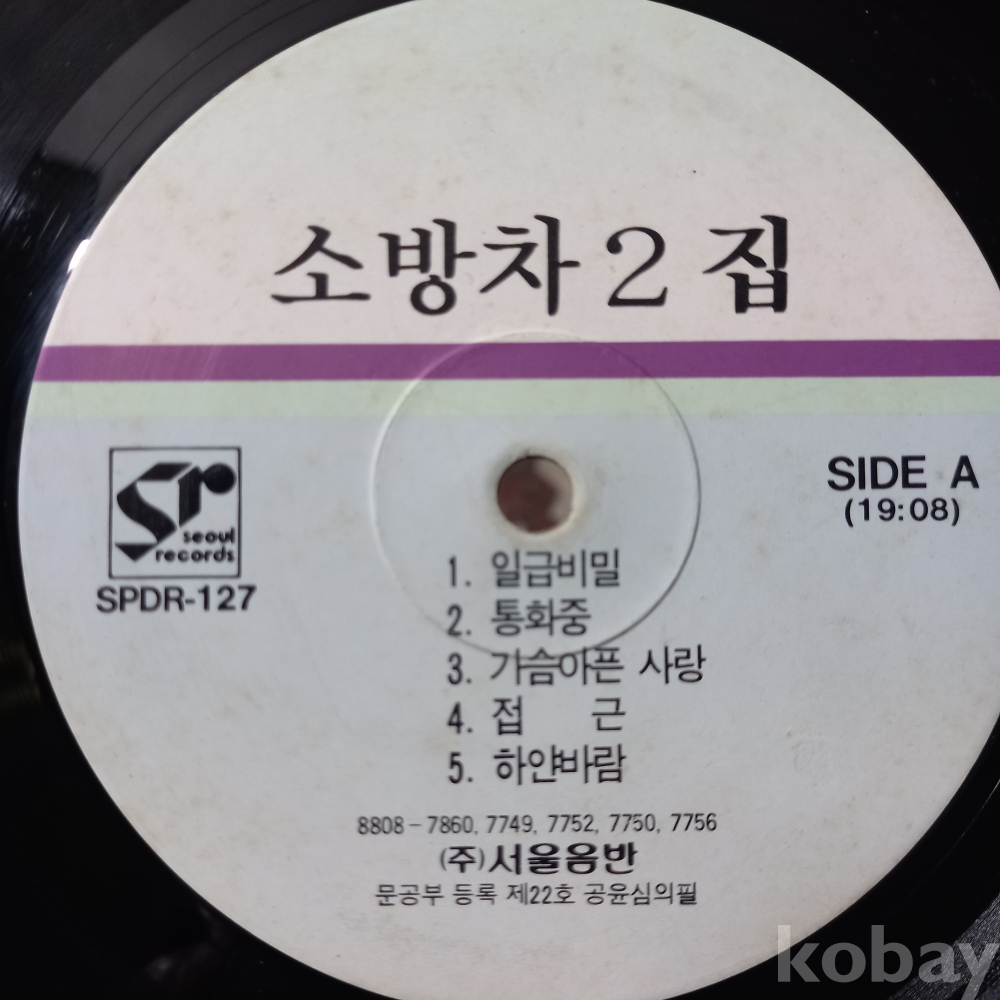 소방차 2 집
SIDE A
(19:08)
Sr
seoul
records
SPDR-127
1. 일급비밀
2. 통화중
3. 가슴아픈 사랑
4. 접 근
5. 하얀바람
8808-7860, 7749, 7752, 7750, 7756
(주)서울음반
문공부 등록 제22호 공윤심의필
kobay